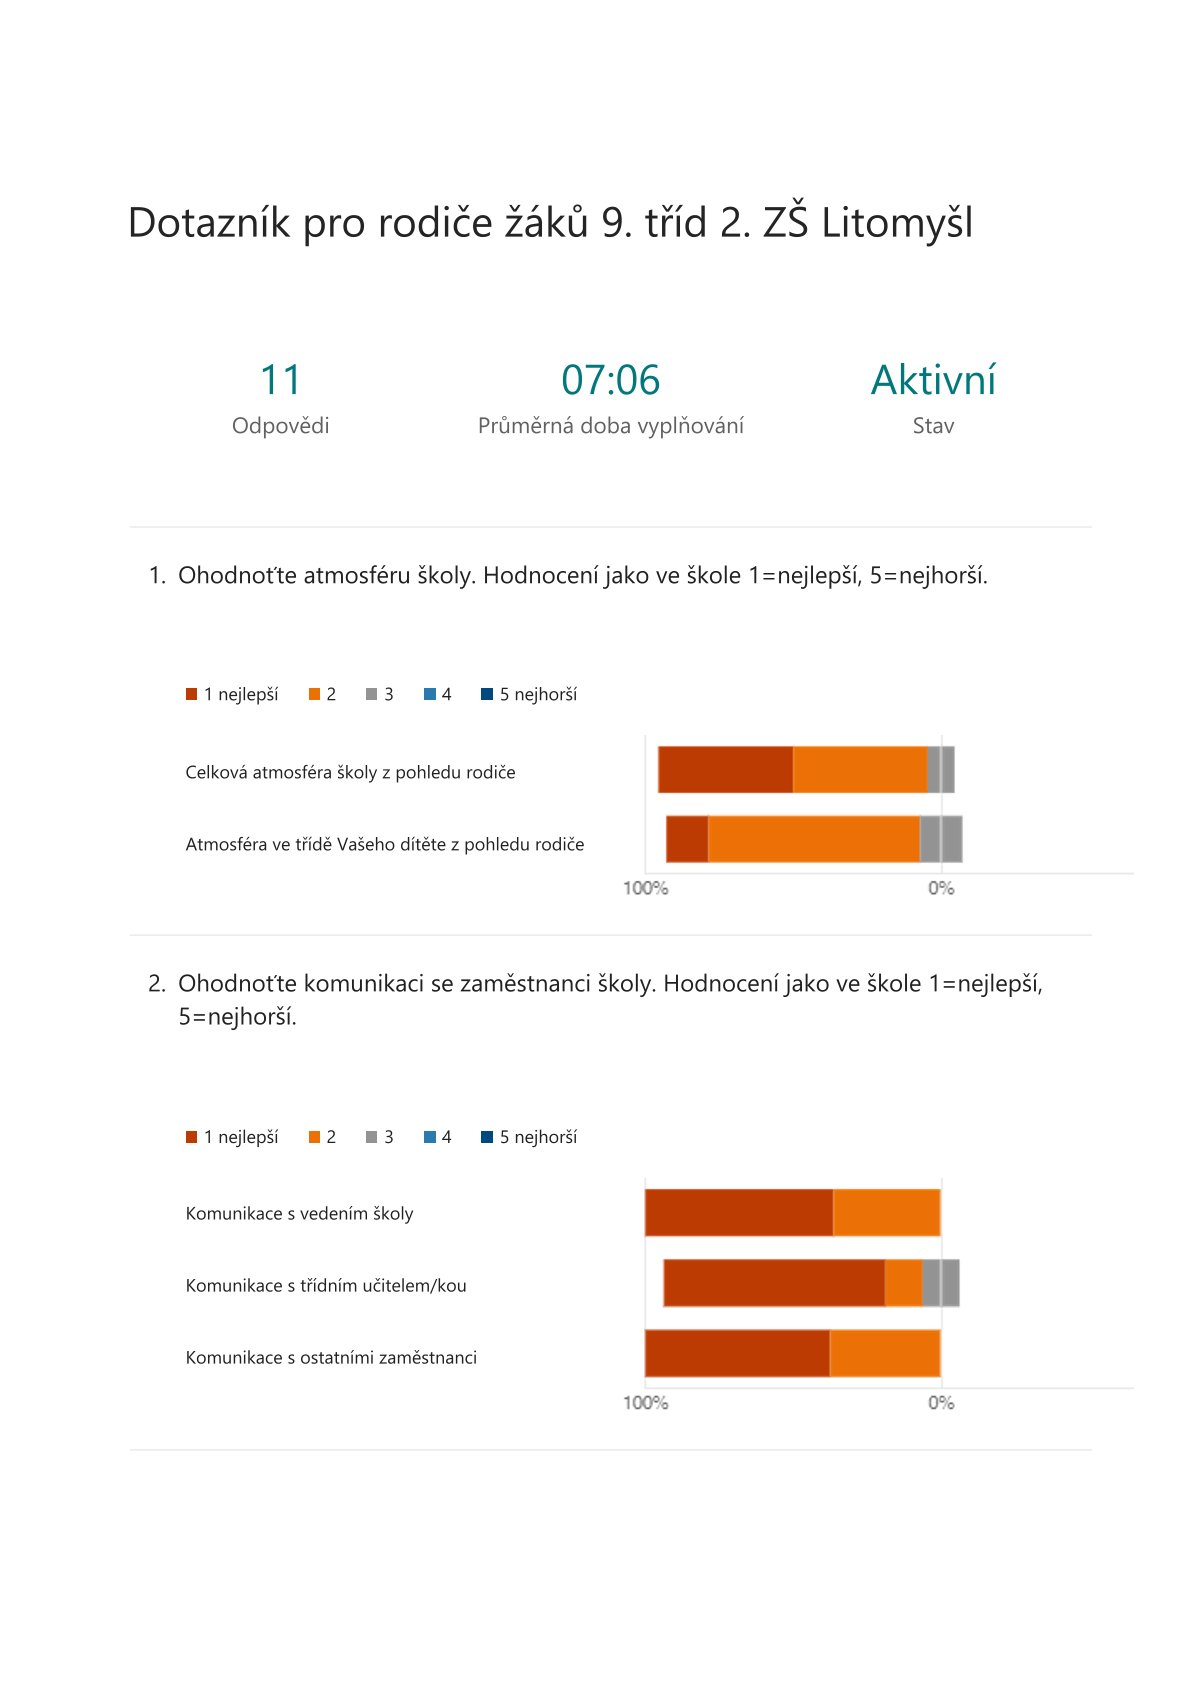 Dotazník pro rodiče žáků 9. tříd 2. ZŠ Litomyšl
11
Odpovědi
07:06
Průměrná doba vyplňování
Aktivní
Stav
1. Ohodnoťte atmosféru školy. Hodnocení jako ve škole 1=nejlepší, 5=nejhorší.
1 nejlepší 2 3 4 5 nejhorší
Celková atmosféra školy z pohledu rodiče
Atmosféra ve třídě Vašeho dítěte z pohledu rodiče
100% 0%
2. Ohodnoťte komunikaci se zaměstnanci školy. Hodnocení jako ve škole 1=nejlepší,
5=nejhorší.
1 nejlepší 2 3 4 5 nejhorší
Komunikace s vedením školy
Komunikace s třídním učitelem/kou
Komunikace s ostatními zaměstnanci
100% 0%